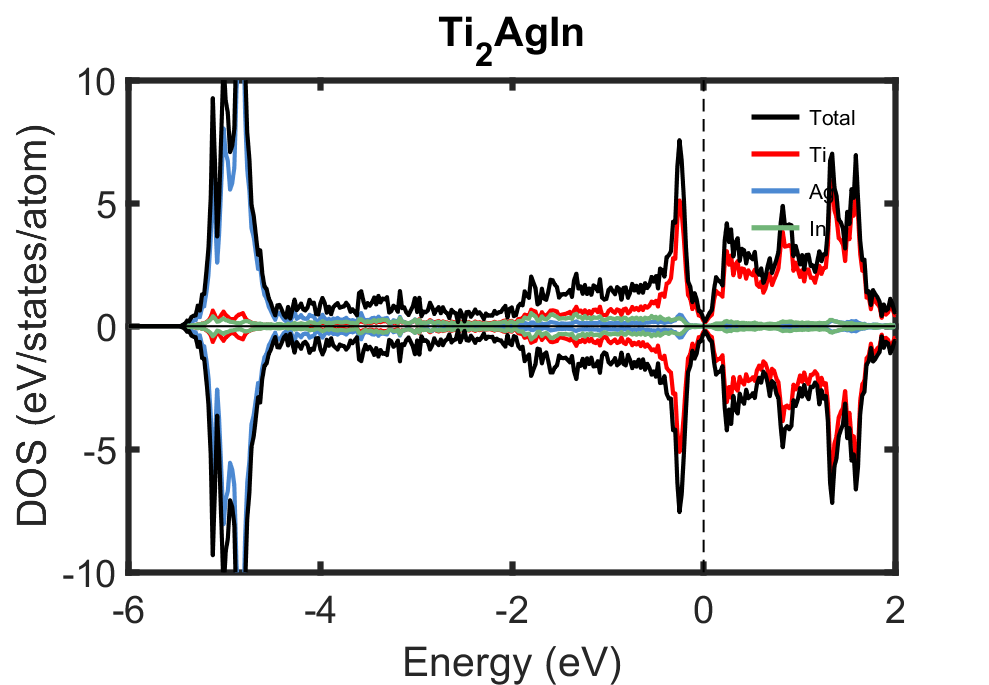 Ti2AgIn
10
5
0
-5
-10
DOS (eV/states/atom)
Total
Ti
Ag
In
-6 -4 -2 0 2
Energy (eV)